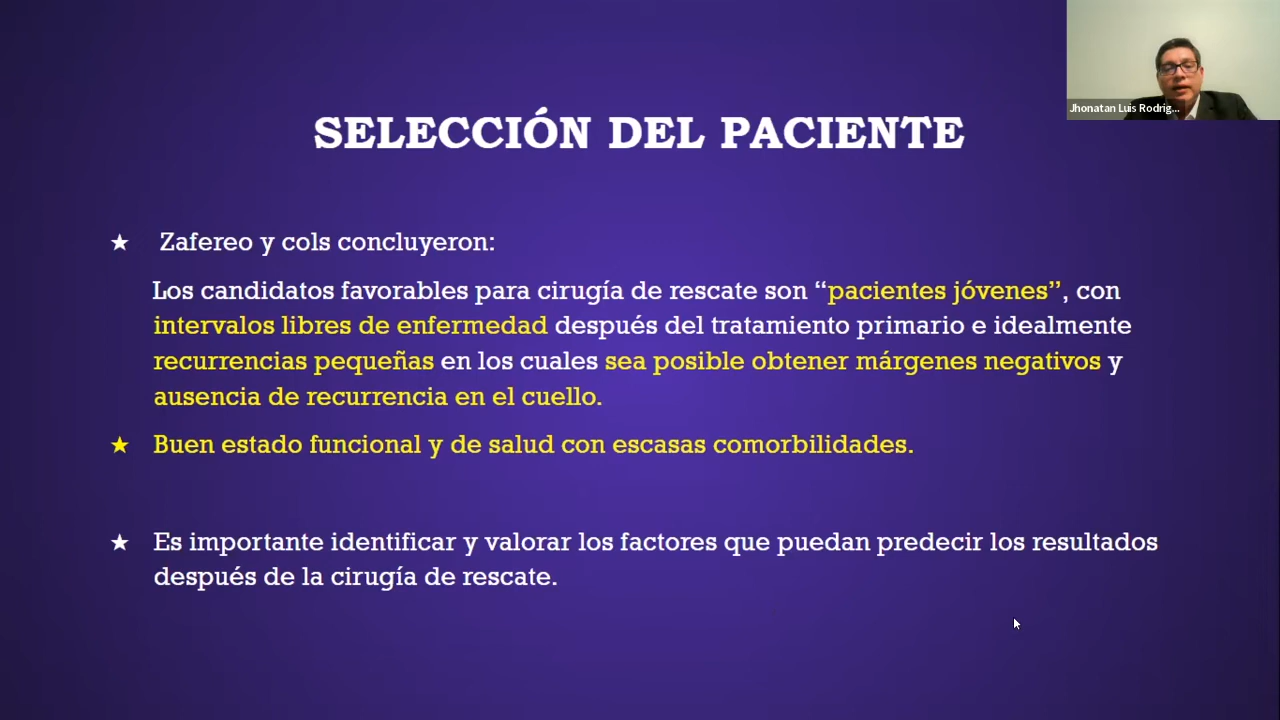 Jhonatan Luis Rodrig...
SELECCIÓN DEL PACIENTE
★ Zafereo y cols concluyeron:
Los candidatos favorables para cirugía de rescate son “pacientes jóvenes”, con
intervalos libres de enfermedad después del tratamiento primario e idealmente
recurrencias pequeñas en los cuales sea posible obtener márgenes negativos y
ausencia de recurrencia en el cuello.
★ Buen estado funcional y de salud con escasas comorbilidades.
★ Es importante identificar y valorar los factores que puedan predecir los resultados
después de la cirugía de rescate.